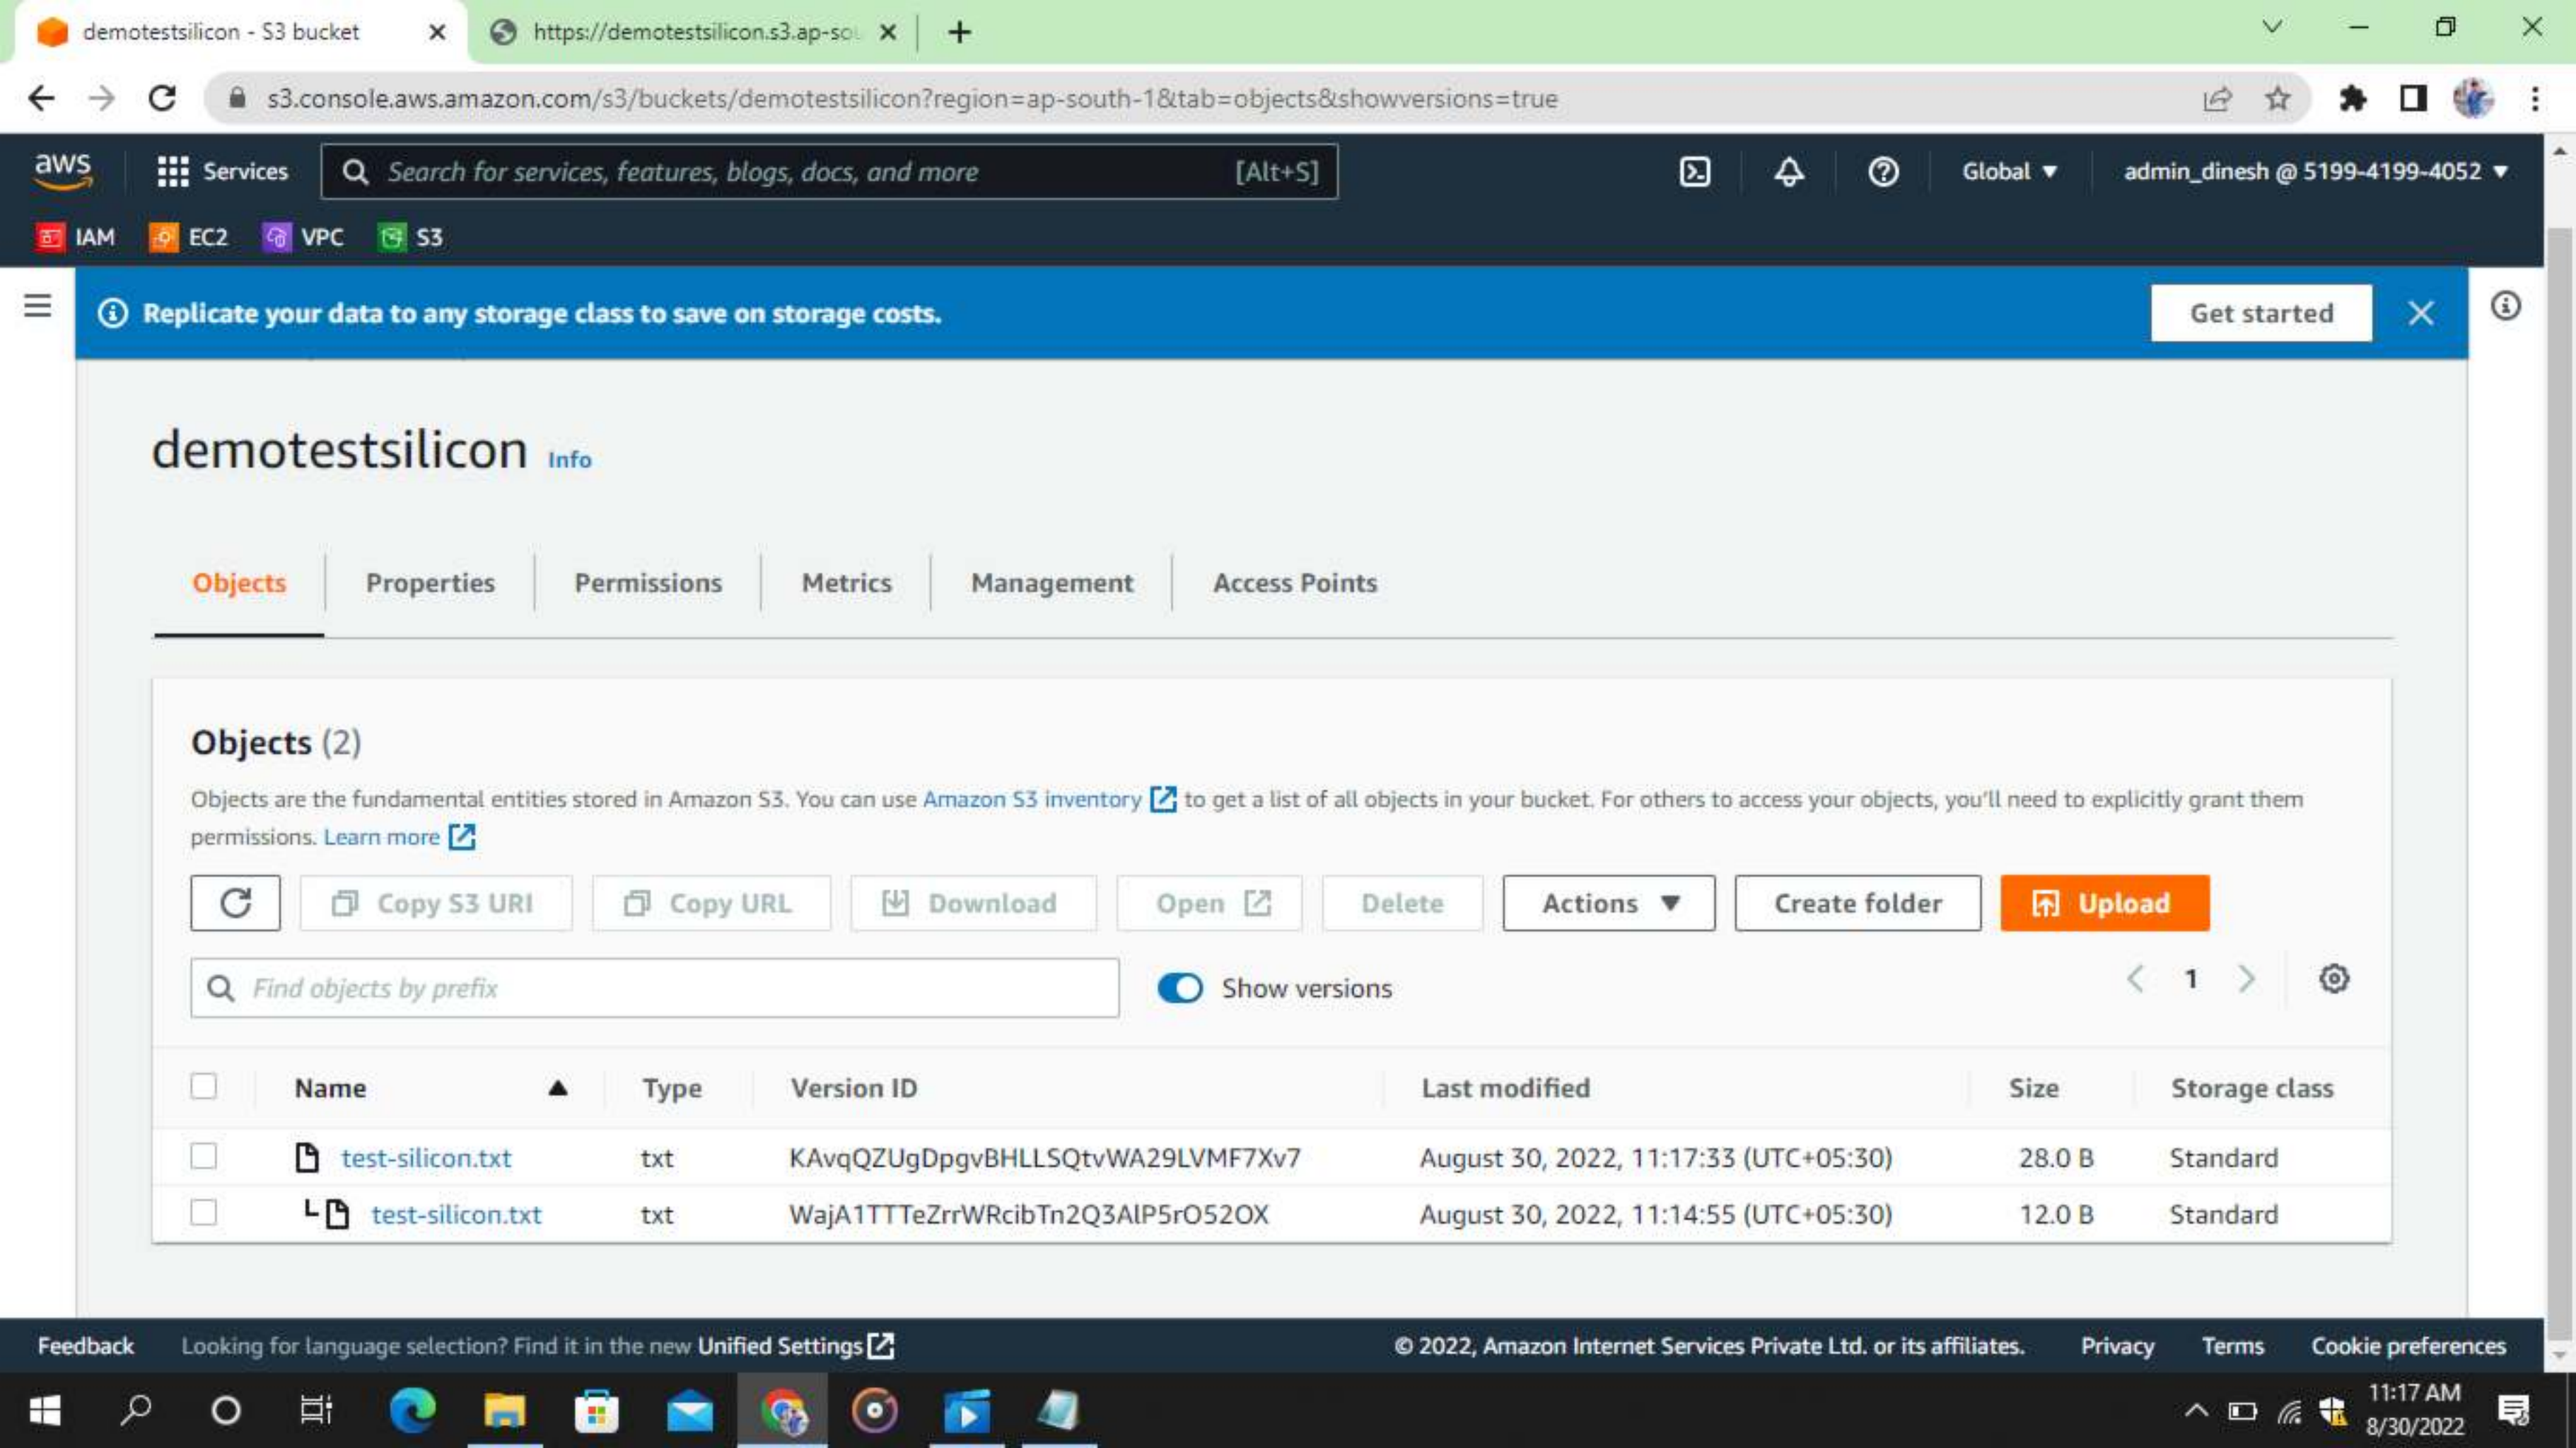 demotestsilicon - S3 bucket
https://demotestsilicon.s3.ap-sou
s3.console.aws.amazon.com/s3/buckets/demotestsilicon?region=ap-south-1&tab=objects&showversions=true
aws Services Search for services, features, blogs, docs, and more [Alt+S] Global admin_dinesh @ 5199-4199-4052
IAM EC2 VPC S3
Replicate your data to any storage class to save on storage costs. Get started
demotestsilicon Info
Objects Properties Permissions Metrics Management Access Points
Objects (2)
Objects are the fundamental entities stored in Amazon S3. You can use Amazon S3 inventory to get a list of all objects in your bucket. For others to access your objects, you'll need to explicitly grant them
permissions. Learn more
Copy S3 URI Copy URL Download Open Delete Actions Create folder Upload
Find objects by prefix Show versions 1
Name Type Version ID Last modified Size Storage class
test-silicon.txt txt KAvqQZUgDpgvBHLLSQtvWA29LVMF7Xv7 August 30, 2022, 11:17:33 (UTC+05:30) 28.0 B Standard
test-silicon.txt txt WajA1TTTeZrrWRcibTn2Q3AlP5rO52OX August 30, 2022, 11:14:55 (UTC+05:30) 12.0 B Standard
Feedback Looking for language selection? Find it in the new Unified Settings © 2022, Amazon Internet Services Private Ltd. or its affiliates. Privacy Terms Cookie preferences
11:17 AM
8/30/2022